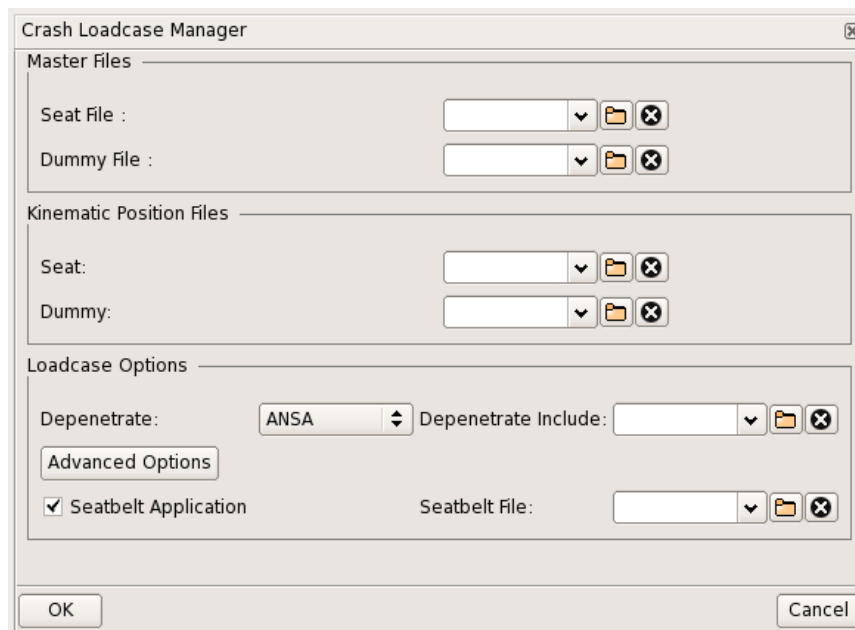 Crash Loadcase Manager
Master Files
Seat File :
Dummy File :
Kinematic Position Files
Seat:
Dummy:
Loadcase Options
Depenetrate: ANSA Depenetrate Include:
Advanced Options
Seatbelt Application Seatbelt File:
OK Cancel